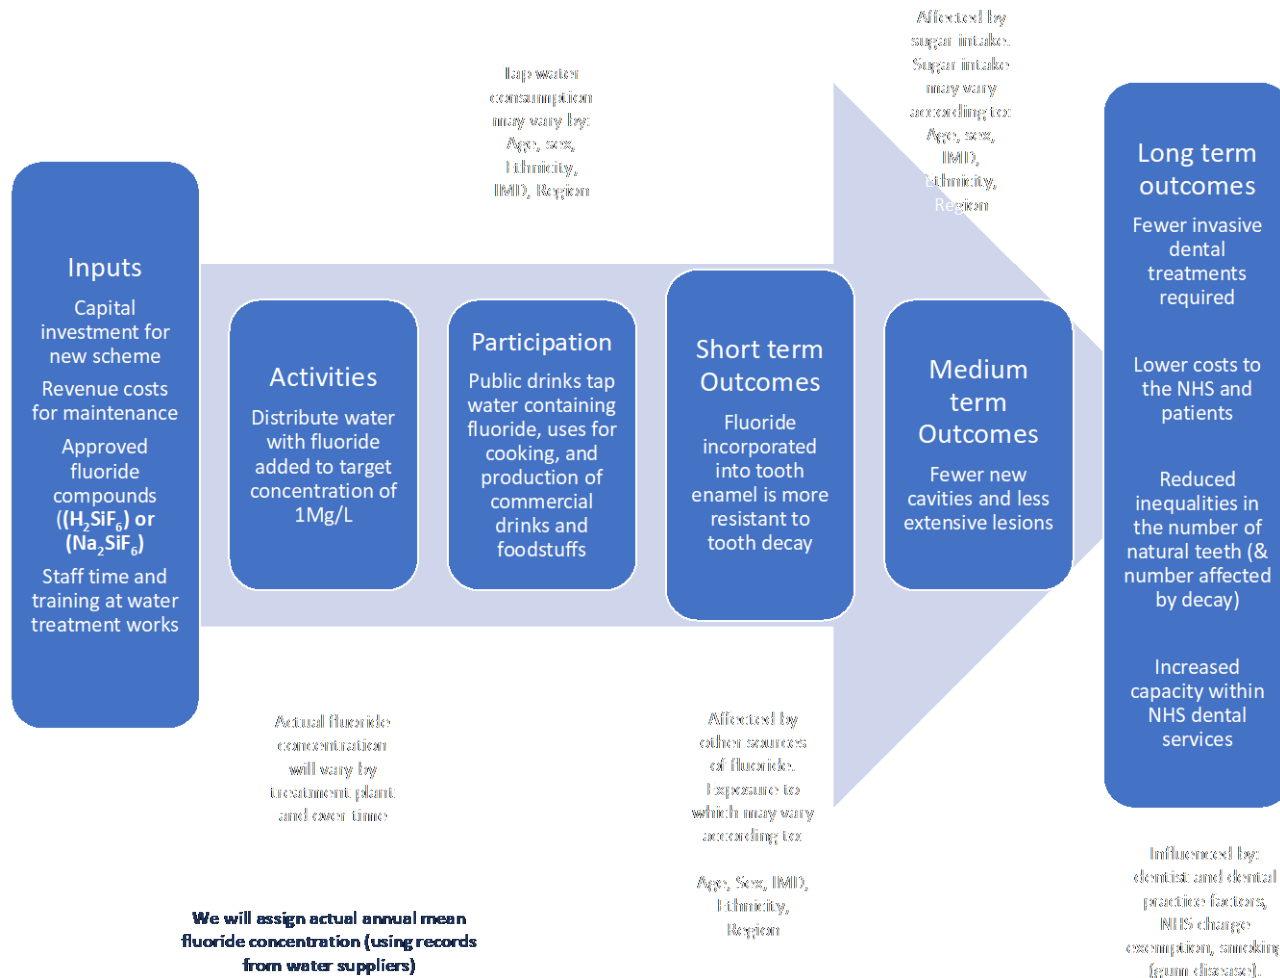 Affected by
sugar intake.
Sugar intake
may vary
according to:
Age, sex,
IMD,
Ethnicity,
Region
Tap water
consumption
may vary by:
Age, sex,
Ethnicity,
IMD, Region
Inputs
Capital
investment for
new scheme
Revenue costs
for maintenance
Approved
fluoride
compounds
((H₂SiF₆) or
(Na₂SiF₆)
Staff time and
training at water
treatment works
Activities
Distribute water
with fluoride
added to target
concentration of
1Mg/L
Participation
Public drinks tap
water containing
fluoride, uses for
cooking, and
production of
commercial
drinks and
foodstuffs
Short term
Outcomes
Fluoride
incorporated
into tooth
enamel is more
resistant to
tooth decay
Medium
term
Outcomes
Fewer new
cavities and less
extensive lesions
Long term
outcomes
Fewer invasive
dental
treatments
required
Lower costs to
the NHS and
patients
Reduced
inequalities in
the number of
natural teeth (&
number affected
by decay)
Increased
capacity within
NHS dental
services
Actual fluoride
concentration
will vary by
treatment plant
and over time
Affected by
other sources
of fluoride.
Exposure to
which may vary
according to:
Age, Sex, IMD,
Ethnicity,
Region
Influenced by:
dentist and dental
practice factors,
NHS charge
exemption, smoking
(gum disease).
We will assign actual annual mean
fluoride concentration (using records
from water suppliers)